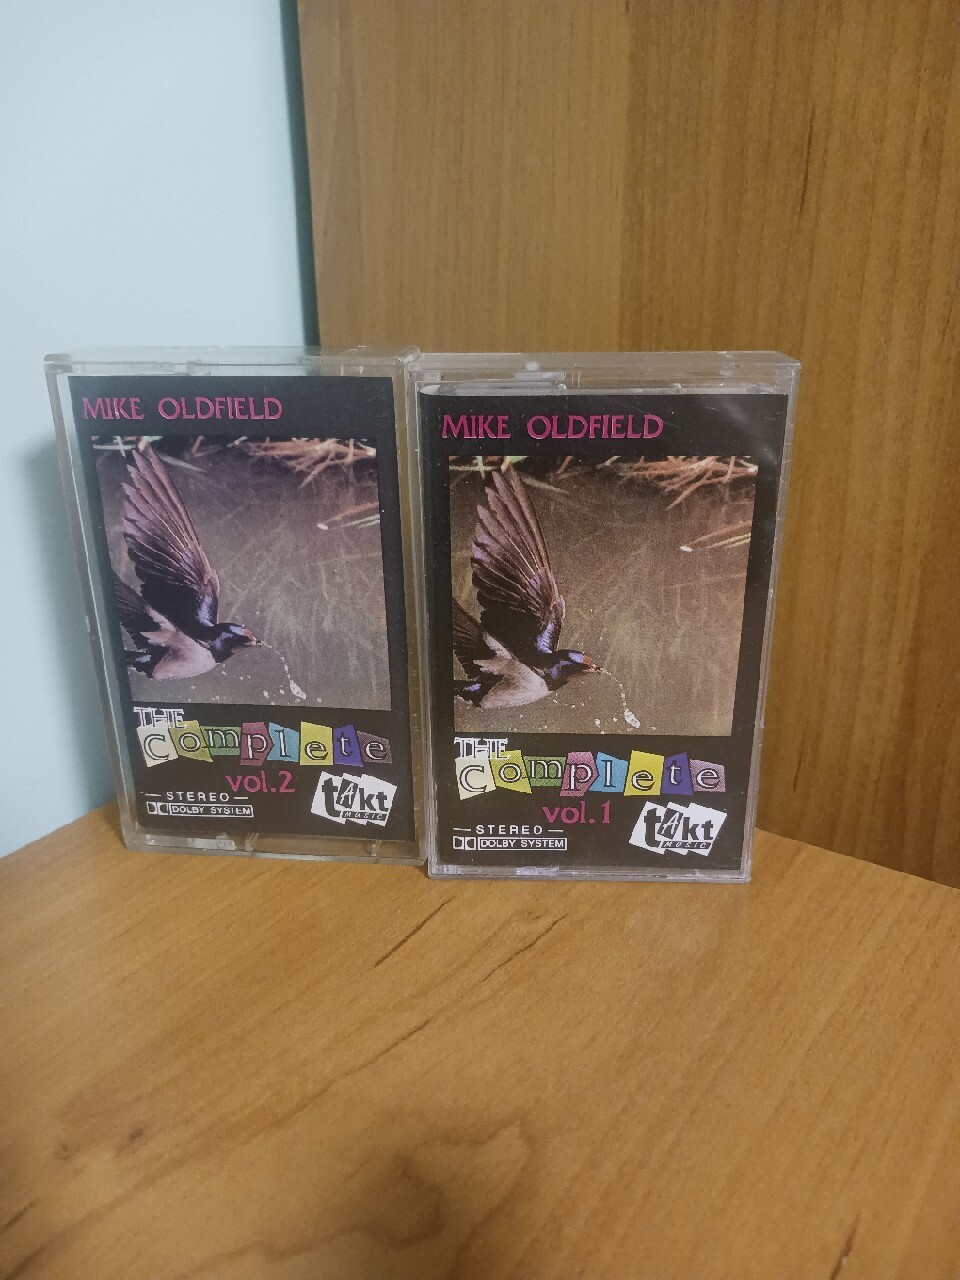 MIKE OLDFIELD
THE
Complete
vol.2
STEREO
DOLBY SYSTEM
tAkt
MUSIC
MIKE OLDFIELD
THE
Complete
vol.1
STEREO
DOLBY SYSTEM
tAkt
MUSIC